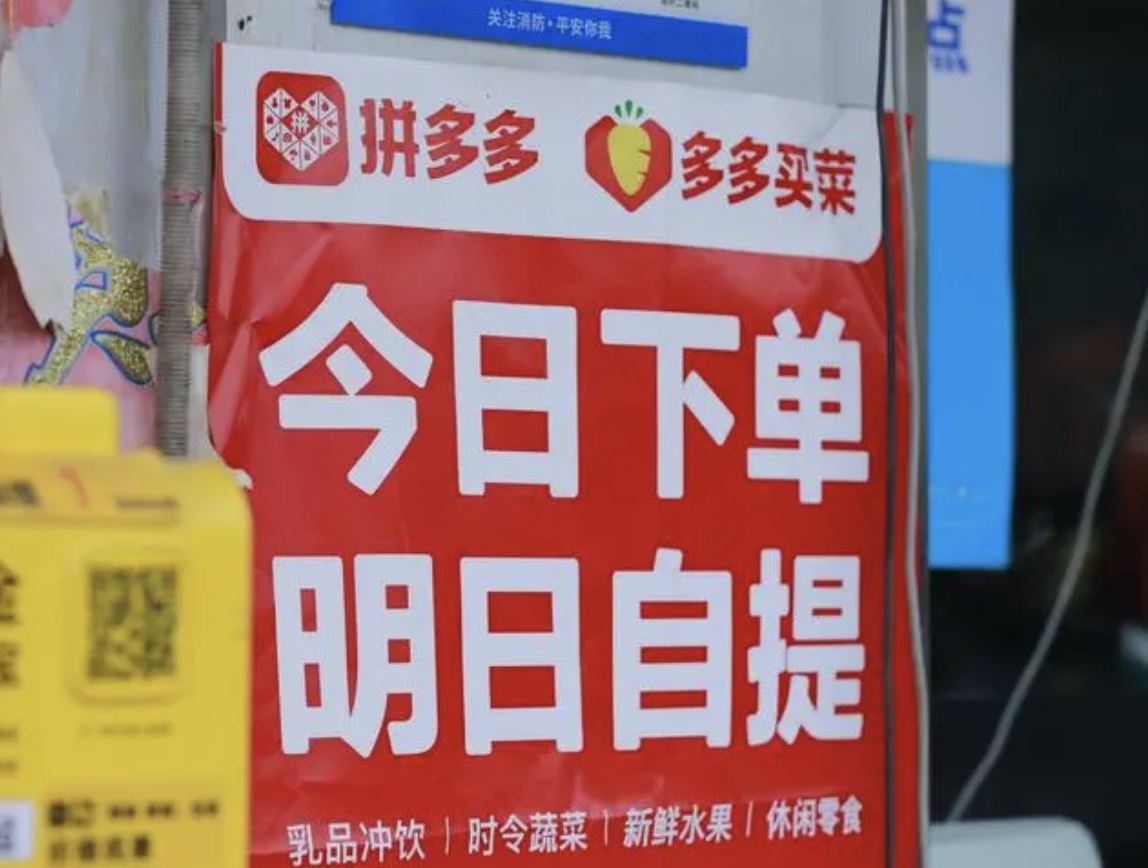 关注消防·平安你我
拼多多 多多买菜
今日下单
明日自提
乳品冲饮 | 时令蔬菜 | 新鲜水果 | 休闲零食